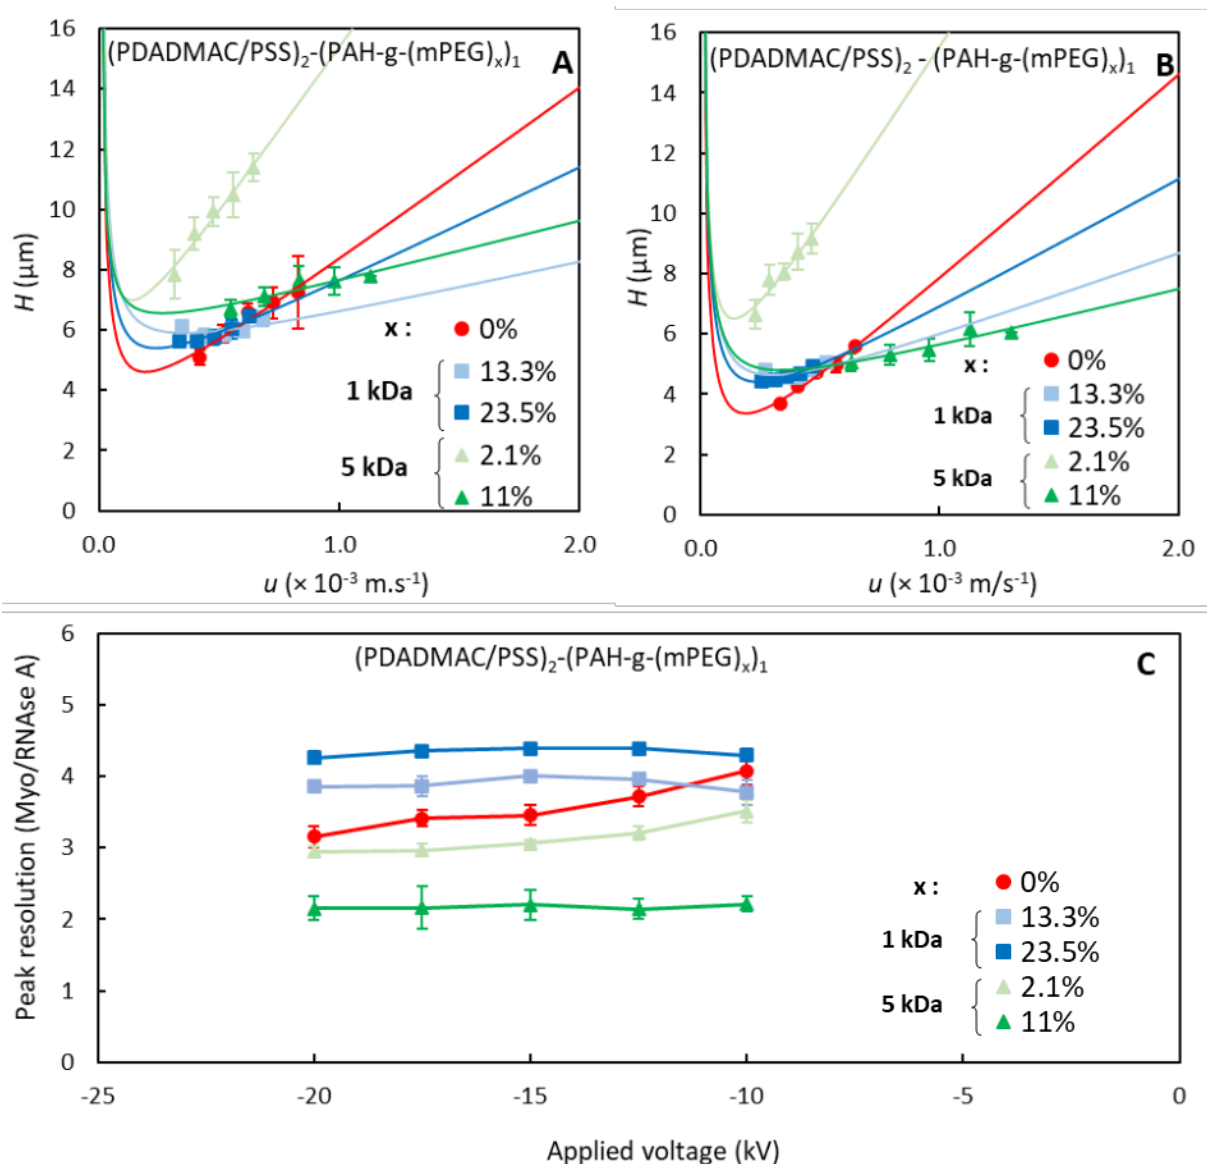 (PDADMAC/PSS)₂-(PAH-g-(mPEG)ₓ)₁ A
16
14
12
10
8
6
4
2
0
H (μm)
x : 0%
1 kDa
13.3%
23.5%
5 kDa
2.1%
11%
0.0 1.0 2.0
u (× 10⁻³ m.s⁻¹)
(PDADMAC/PSS)₂ - (PAH-g-(mPEG)ₓ)₁ B
16
14
12
10
8
6
4
2
0
H (μm)
x : 0%
1 kDa
13.3%
23.5%
5 kDa
2.1%
11%
0.0 1.0 2.0
u (× 10⁻³ m/s⁻¹)
(PDADMAC/PSS)₂-(PAH-g-(mPEG)ₓ)₁ C
6
5
4
3
2
1
0
Peak resolution (Myo/RNAse A)
x : 0%
1 kDa
13.3%
23.5%
5 kDa
2.1%
11%
-25 -20 -15 -10 -5 0
Applied voltage (kV)